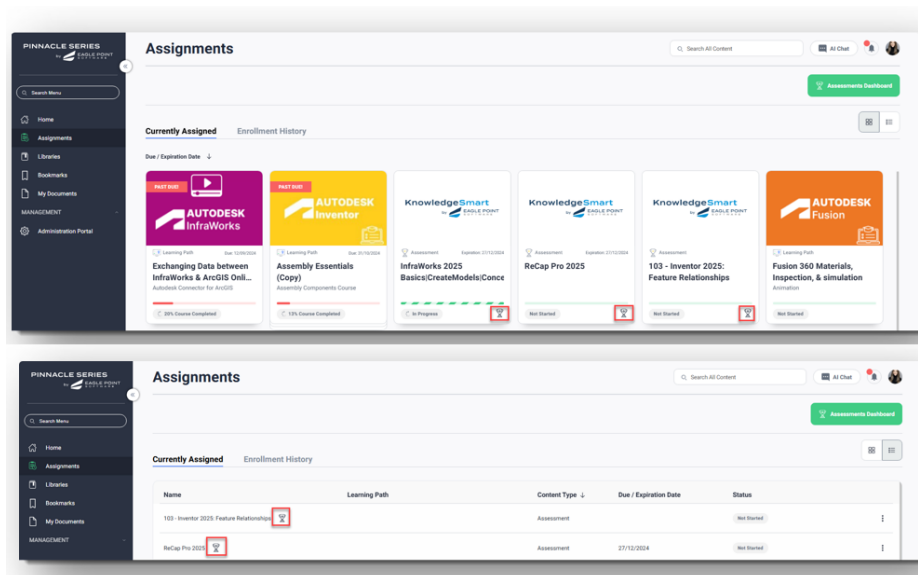 PINNACLE SERIES
by EAGLE POINT
SOFTWARE
Search Menu
Home
Assignments
Libraries
Bookmarks
My Documents
MANAGEMENT
Administration Portal
Assignments
Search All Content
AI Chat
Assessments Dashboard
Currently Assigned Enrollment History
Due / Expiration Date ↓
PAST DUE!
AUTODESK
InfraWorks
Learning Path Due: 12/09/2024
Exchanging Data between
InfraWorks & ArcGIS Onli...
Autodesk Connector for ArcGIS
20% Course Completed
PAST DUE!
AUTODESK
Inventor
Learning Path Due: 31/10/2024
Assembly Essentials
(Copy)
Assembly Components Course
13% Course Completed
KnowledgeSmart
by EAGLE POINT
Assessment Expiration: 27/12/2024
InfraWorks 2025
Basics|CreateModels|Conce
In Progress
KnowledgeSmart
by EAGLE POINT
Assessment Expiration: 27/12/2024
ReCap Pro 2025
Not Started
KnowledgeSmart
by EAGLE POINT
Assessment
103 - Inventor 2025:
Feature Relationships
Not Started
AUTODESK
Fusion
Learning Path
Fusion 360 Materials,
Inspection, & simulation
Animation
Not Started
PINNACLE SERIES
by EAGLE POINT
SOFTWARE
Search Menu
Home
Assignments
Libraries
Bookmarks
My Documents
MANAGEMENT
Assignments
Search All Content
AI Chat
Assessments Dashboard
Currently Assigned Enrollment History
Name Learning Path Content Type ↓ Due / Expiration Date Status
103 - Inventor 2025: Feature Relationships Assessment Not Started
ReCap Pro 2025 Assessment 27/12/2024 Not Started